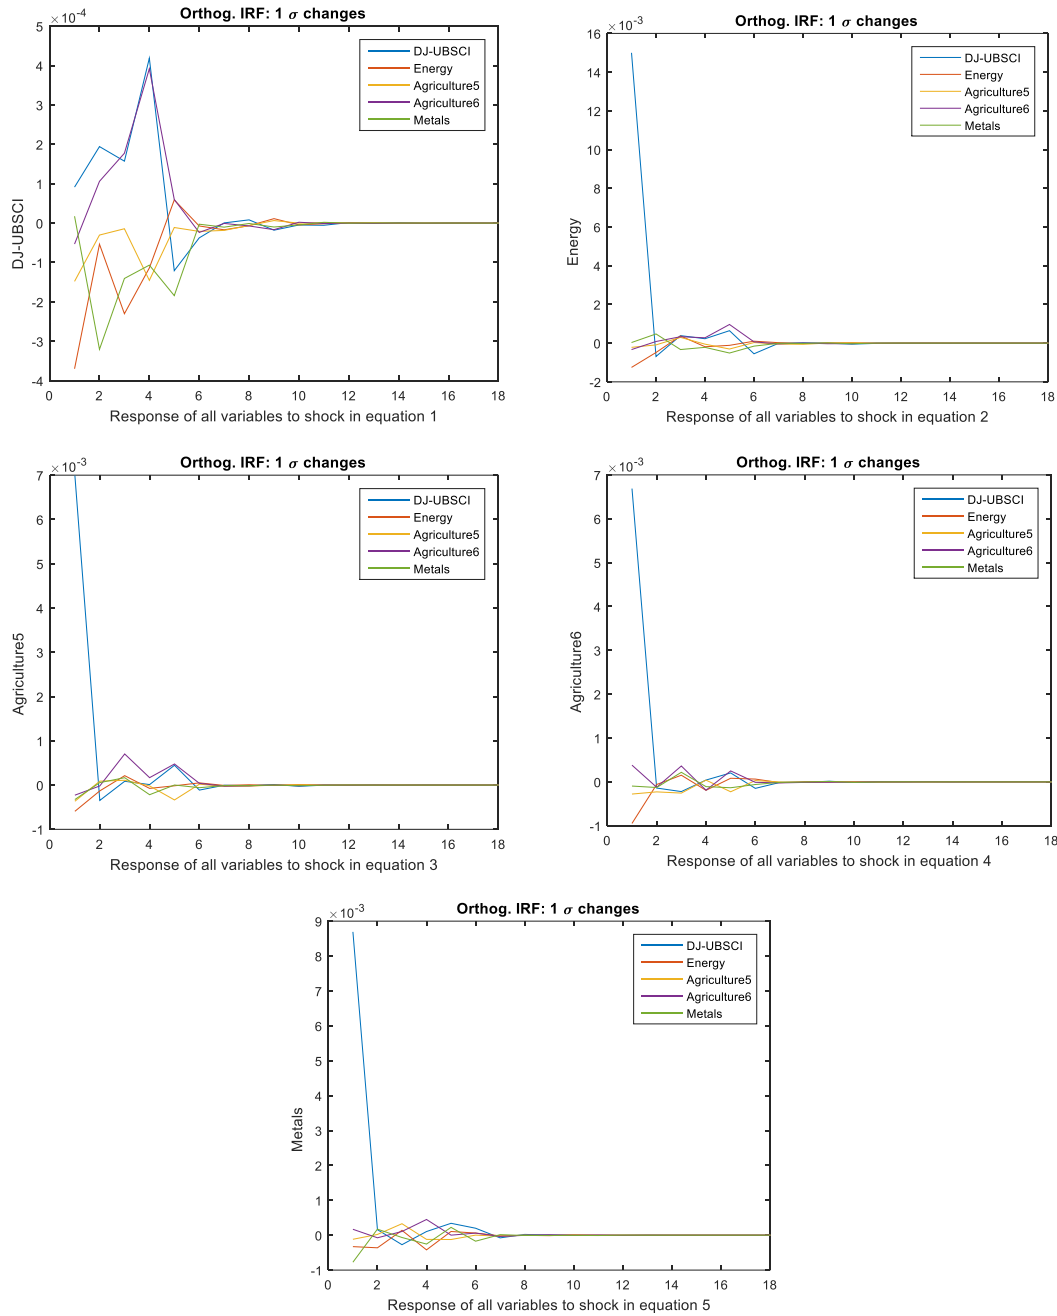 Orthog. IRF: 1 σ changes
×10⁻⁴
5
4
3
2
1
0
-1
-2
-3
-4
DJ-UBSCI
DJ-UBSCI
Energy
Agriculture5
Agriculture6
Metals
0 2 4 6 8 10 12 14 16 18
Response of all variables to shock in equation 1
Orthog. IRF: 1 σ changes
×10⁻³
16
14
12
10
8
6
4
2
0
-2
Energy
DJ-UBSCI
Energy
Agriculture5
Agriculture6
Metals
0 2 4 6 8 10 12 14 16 18
Response of all variables to shock in equation 2
Orthog. IRF: 1 σ changes
×10⁻³
7
6
5
4
3
2
1
0
-1
Agriculture5
DJ-UBSCI
Energy
Agriculture5
Agriculture6
Metals
0 2 4 6 8 10 12 14 16 18
Response of all variables to shock in equation 3
Orthog. IRF: 1 σ changes
×10⁻³
7
6
5
4
3
2
1
0
-1
Agriculture6
DJ-UBSCI
Energy
Agriculture5
Agriculture6
Metals
0 2 4 6 8 10 12 14 16 18
Response of all variables to shock in equation 4
Orthog. IRF: 1 σ changes
×10⁻³
9
8
7
6
5
4
3
2
1
0
-1
Metals
DJ-UBSCI
Energy
Agriculture5
Agriculture6
Metals
0 2 4 6 8 10 12 14 16 18
Response of all variables to shock in equation 5